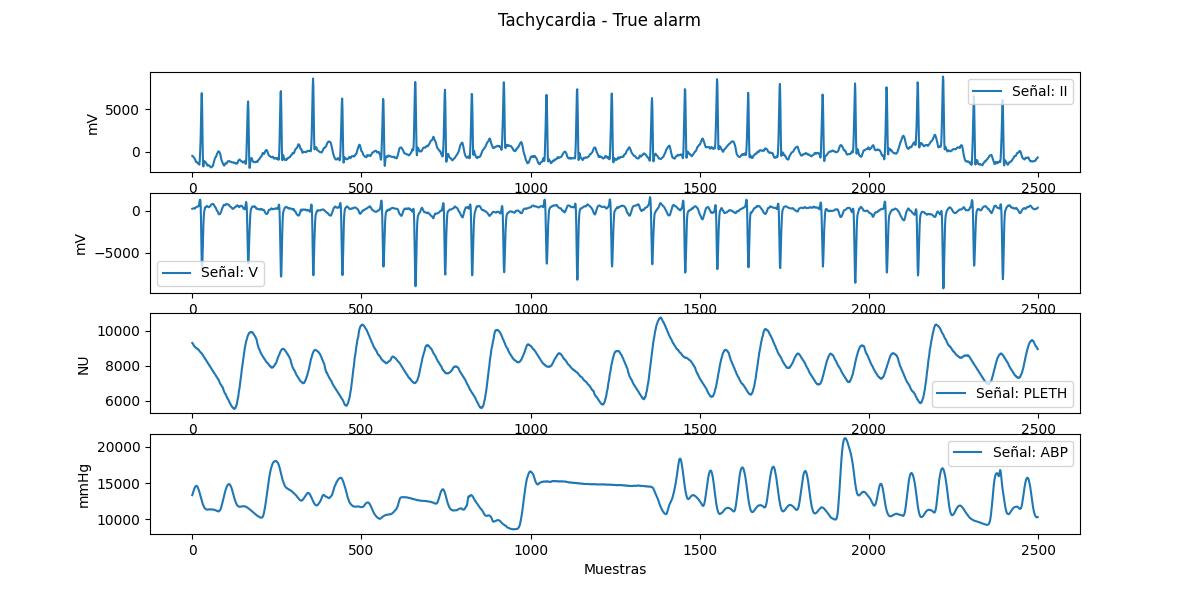 Tachycardia - True alarm
mV
5000
0
Señal: II
0 500 1000 1500 2000 2500
mV
0
−5000
Señal: V
0 500 1000 1500 2000 2500
NU
10000
8000
6000
Señal: PLETH
0 500 1000 1500 2000 2500
mmHg
20000
15000
10000
Señal: ABP
0 500 1000 1500 2000 2500
Muestras